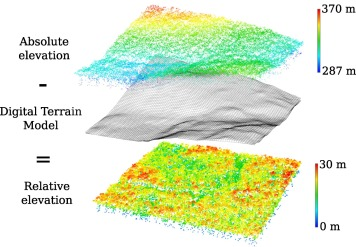 370 m
Absolute
elevation
287 m
-
Digital Terrain
Model
=
30 m
Relative
elevation
0 m